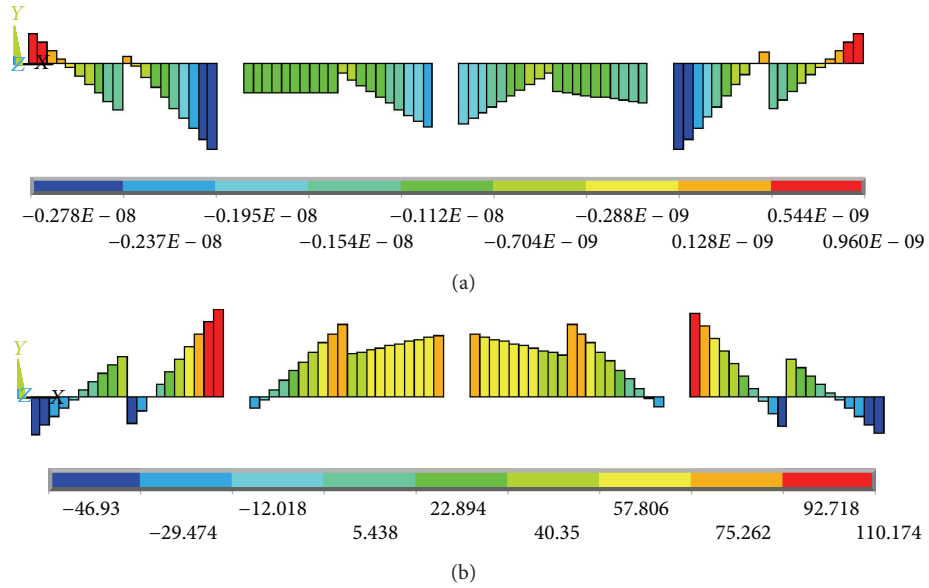 Y
Z X
−0.278E − 08 −0.195E − 08 −0.112E − 08 −0.288E − 09 0.544E − 09
−0.237E − 08 −0.154E − 08 −0.704E − 09 0.128E − 09 0.960E − 09
(a)
Y
Z X
−46.93 −12.018 22.894 57.806 92.718
−29.474 5.438 40.35 75.262 110.174
(b)